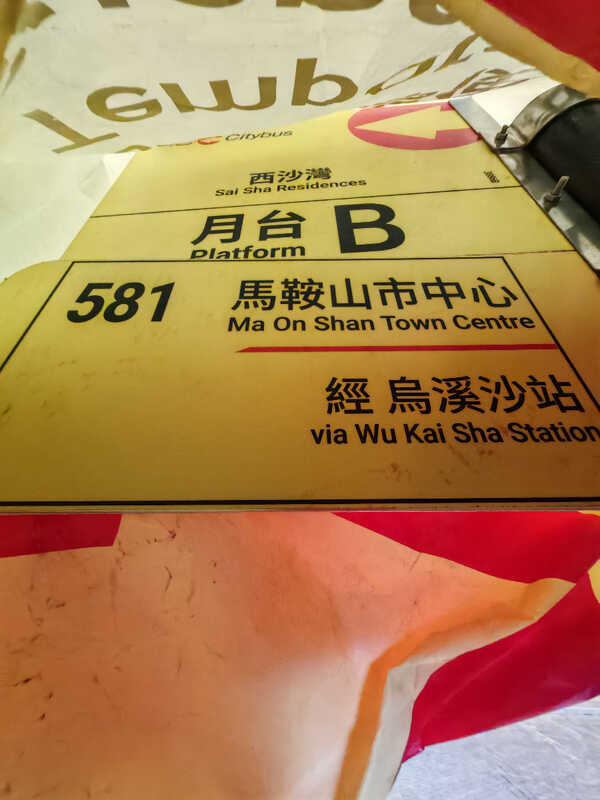 Tempora
Citybus
西沙灣
Sai Sha Residences
月台 B
Platform
581 馬鞍山市中心
Ma On Shan Town Centre
經 烏溪沙站
via Wu Kai Sha Station